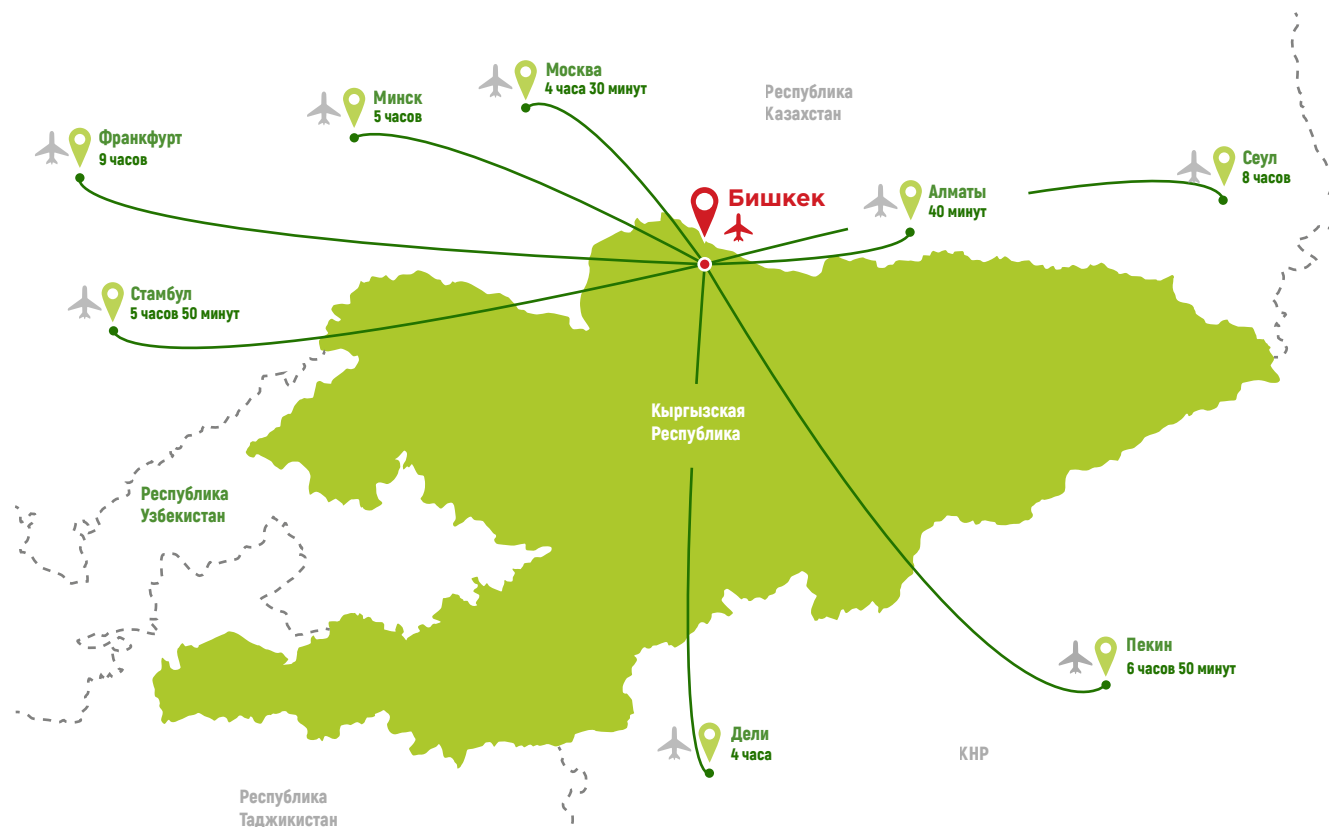 Москва
4 часа 30 минут
Минск
5 часов
Республика
Казахстан
Франкфурт
9 часов
Сеул
8 часов
Бишкек
Алматы
40 минут
Стамбул
5 часов 50 минут
Кыргызская
Республика
Республика
Узбекистан
Пекин
6 часов 50 минут
Дели
4 часа
КНР
Республика
Таджикистан